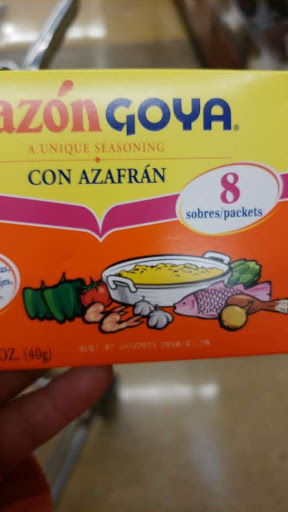 azón GOYA®
A UNIQUE SEASONING
CON AZAFRÁN
8
sobres/packets
OZ. (40g)